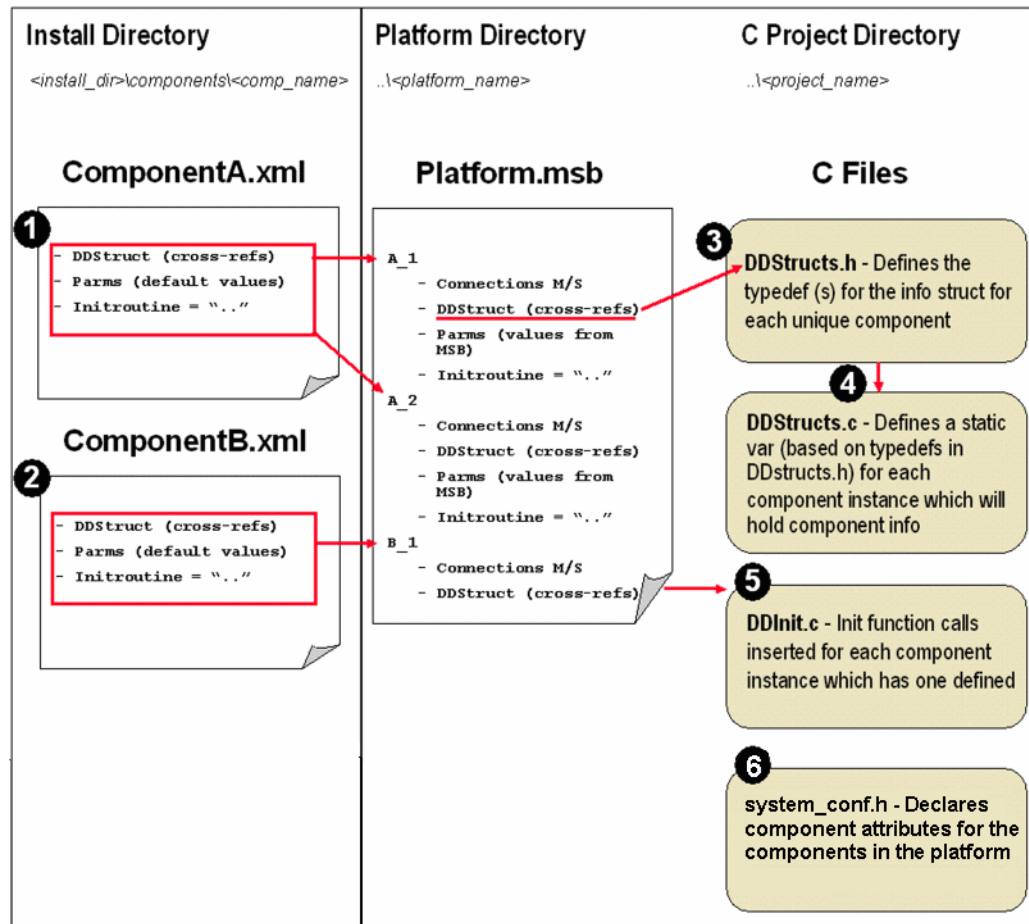 Install Directory
<install_dir>\components\<comp_name>
ComponentA.xml
1
- DDStruct (cross-refs)
- Parms (default values)
- Initroutine = ".."
ComponentB.xml
2
- DDStruct (cross-refs)
- Parms (default values)
- Initroutine = ".."
Platform Directory
..\<platform_name>
Platform.msb
A_1
- Connections M/S
- DDStruct (cross-refs)
- Parms (values from
MSB)
- Initroutine = ".."
A_2
- Connections M/S
- DDStruct (cross-refs)
- Parms (values from
MSB)
- Initroutine = ".."
B_1
- Connections M/S
- DDStruct (cross-refs)
C Project Directory
..\<project_name>
C Files
3
DDStructs.h - Defines the
typedef (s) for the info struct for
each unique component
4
DDStructs.c - Defines a static
var (based on typedefs in
DDstructs.h) for each
component instance which will
hold component info
5
DDInit.c - Init function calls
inserted for each component
instance which has one defined
6
system_conf.h - Declares
component attributes for the
components in the platform